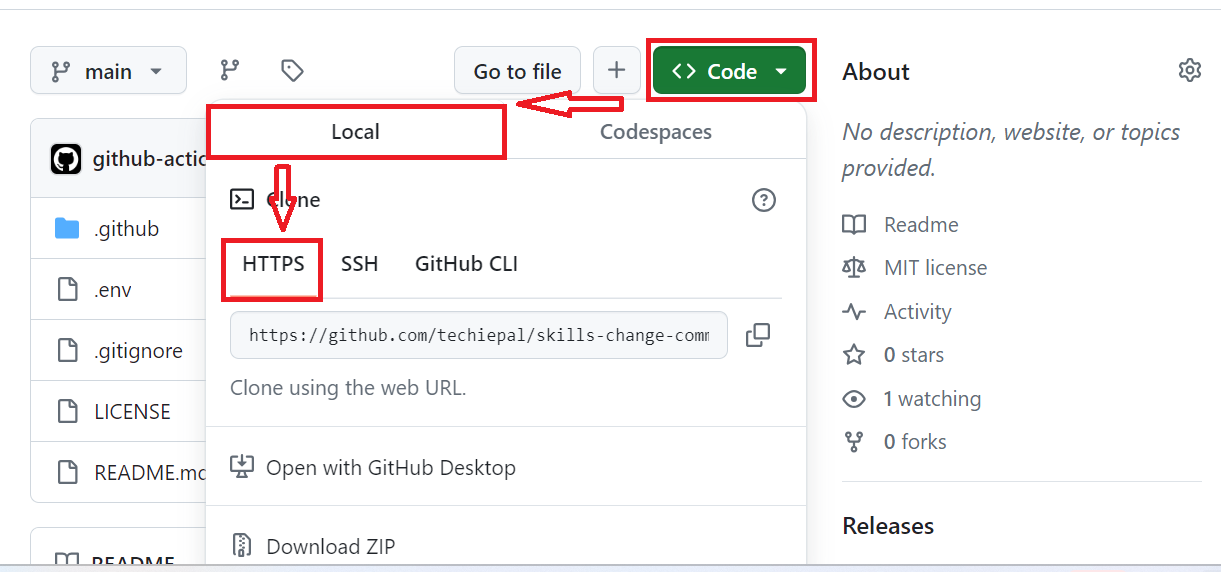 main
Go to file
Code
About
Local
Codespaces
No description, website, or topics
provided.
github-actic
Clone
Readme
.github
HTTPS
SSH
GitHub CLI
MIT license
.env
Activity
https://github.com/techiepal/skills-change-comm
.gitignore
0 stars
Clone using the web URL.
1 watching
LICENSE
0 forks
README.md
Open with GitHub Desktop
Releases
Download ZIP
README